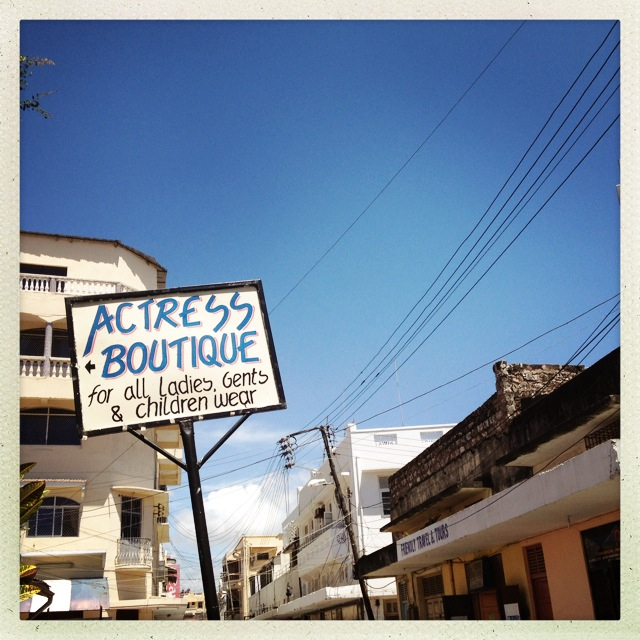 ACTRESS
BOUTIQUE
for all Ladies, Gents
& children wear
FRIENDLY TRAVEL & TOURS